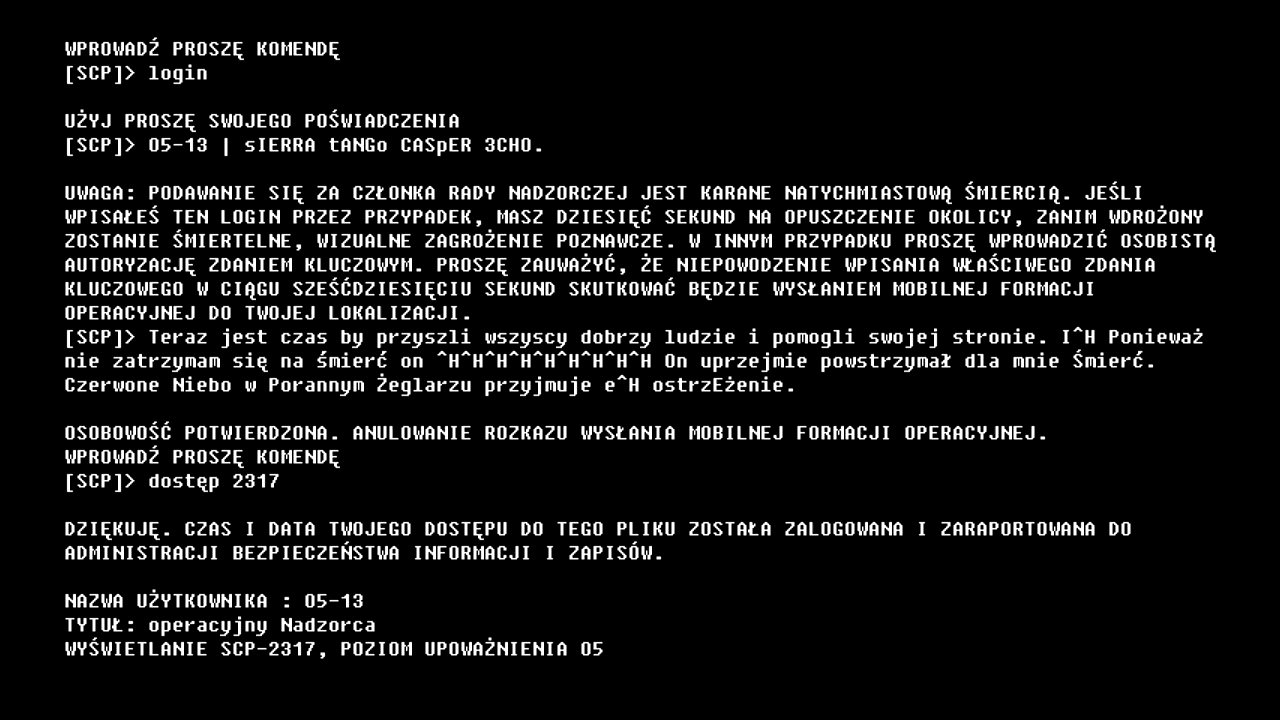 WPROWADŹ PROSZĘ KOMENDĘ
[SCP]> login
UŻYJ PROSZĘ SWOJEGO POŚWIADCZENIA
[SCP]> O5-13 | sIERRA tANGo CASpER 3CHO.
UWAGA: PODAWANIE SIĘ ZA CZŁONKA RADY NADZORCZEJ JEST KARANE NATYCHMIASTOWĄ ŚMIERCIĄ. JEŚLI
WPISAŁEŚ TEN LOGIN PRZEZ PRZYPADEK, MASZ DZIESIĘĆ SEKUND NA OPUSZCZENIE OKOLICY, ZANIM WDROŻONY
ZOSTANIE ŚMIERTELNE, WIZUALNE ZAGROŻENIE POZNAWCZE. W INNYM PRZYPADKU PROSZĘ WPROWADZIĆ OSOBISTĄ
AUTORYZACJĘ ZDANIEM KLUCZOWYM. PROSZĘ ZAUWAŻYĆ, ŻE NIEPOWODZENIE WPISANIA WŁAŚCIWEGO ZDANIA
KLUCZOWEGO W CIĄGU SZEŚĆDZIESIĘCIU SEKUND SKUTKOWAĆ BĘDZIE WYSŁANIEM MOBILNEJ FORMACJI
OPERACYJNEJ DO TWOJEJ LOKALIZACJI.
[SCP]> Teraz jest czas by przyszli wszyscy dobrzy ludzie i pomogli swojej stronie. I^H Ponieważ
nie zatrzymam się na śmierć on ^H^H^H^H^H^H^H^H^H On uprzejmie powstrzymał dla mnie Śmierć.
Czerwone Niebo w Porannym Żeglarzu przyjmuje e^H ostrzEżenie.
OSOBOWOŚĆ POTWIERDZONA. ANULOWANIE ROZKAZU WYSŁANIA MOBILNEJ FORMACJI OPERACYJNEJ.
WPROWADŹ PROSZĘ KOMENDĘ
[SCP]> dostęp 2317
DZIĘKUJĘ. CZAS I DATA TWOJEGO DOSTĘPU DO TEGO PLIKU ZOSTAŁA ZALOGOWANA I ZARAPORTOWANA DO
ADMINISTRACJI BEZPIECZEŃSTWA INFORMACJI I ZAPISÓW.
NAZWA UŻYTKOWNIKA : O5-13
TYTUŁ: operacyjny Nadzorca
WYŚWIETLANIE SCP-2317, POZIOM UPOWAŻNIENIA O5